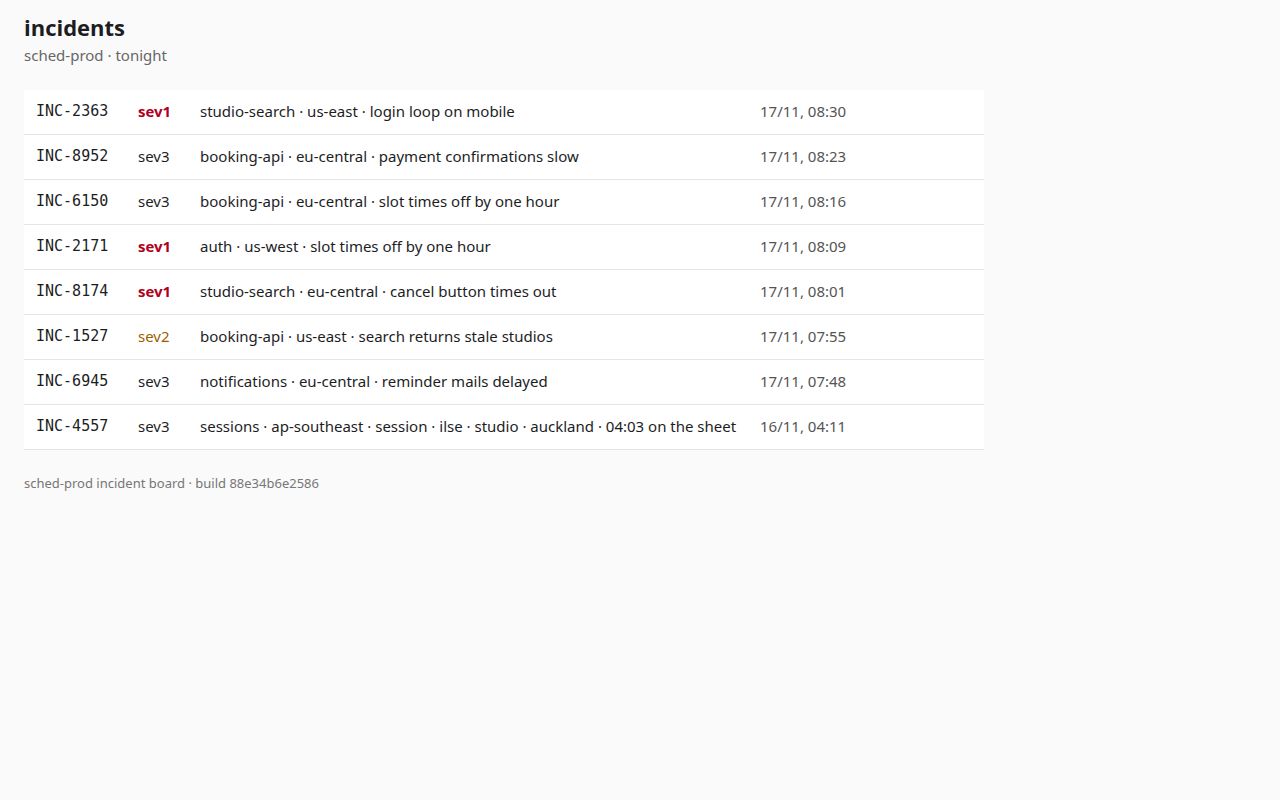 incidents
sched-prod · tonight
INC-2363 sev1 studio-search · us-east · login loop on mobile 17/11, 08:30
INC-8952 sev3 booking-api · eu-central · payment confirmations slow 17/11, 08:23
INC-6150 sev3 booking-api · eu-central · slot times off by one hour 17/11, 08:16
INC-2171 sev1 auth · us-west · slot times off by one hour 17/11, 08:09
INC-8174 sev1 studio-search · eu-central · cancel button times out 17/11, 08:01
INC-1527 sev2 booking-api · us-east · search returns stale studios 17/11, 07:55
INC-6945 sev3 notifications · eu-central · reminder mails delayed 17/11, 07:48
INC-4557 sev3 sessions · ap-southeast · session · ilse · studio · auckland · 04:03 on the sheet 16/11, 04:11
sched-prod incident board · build 88e34b6e2586